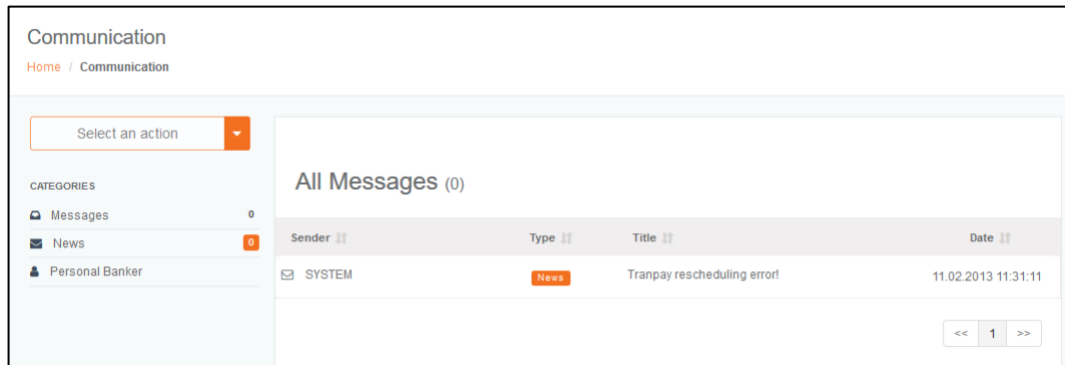 Communication
Home / Communication
Select an action
CATEGORIES
Messages 0
News 0
Personal Banker
All Messages (0)
Sender Type Title Date
SYSTEM News Tranpay rescheduling error! 11.02.2013 11:31:11
<< 1 >>